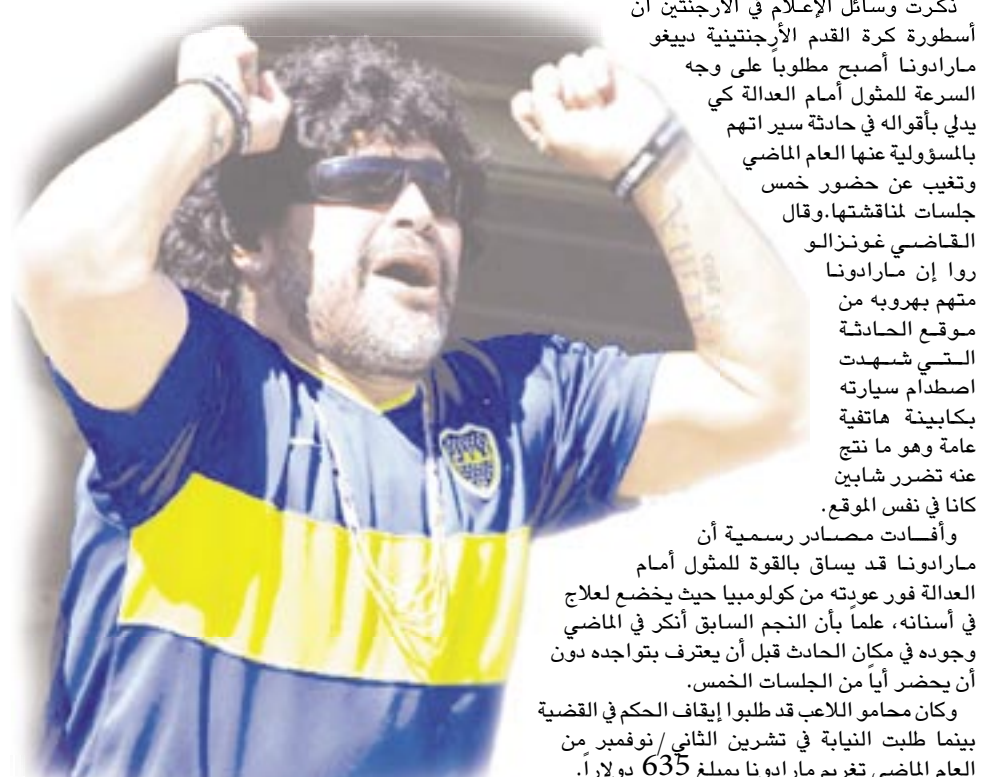 ذكرت وسائل الإعلام في الأرجنتين أن
أسطورة كرة القدم الأرجنتينية دييغو
مارادونا أصبح مطلوباً على وجه
السرعة للمثول أمام العدالة كي
يدلي بأقواله في حادثة سير اتهم
بالمسؤولية عنها العام الماضي
وتغيب عن حضور خمس
جلسات لمناقشتها.وقال
القاضي غونزالو
روا إن مارادونا
متهم بهروبه من
موقع الحادثة
التي شهدت
اصطدام سيارته
بكابينة هاتفية
عامة وهو ما نتج
عنه تضرر شابين
كانا في نفس الموقع.
وأفادت مصادر رسمية أن
مارادونا قد يساق بالقوة للمثول أمام
العدالة فور عودته من كولومبيا حيث يخضع لعلاج
في أسنانه، علماً بأن النجم السابق أنكر في الماضي
وجوده في مكان الحادث قبل أن يعترف بتواجده دون
أن يحضر أياً من الجلسات الخمس.
وكان محامو اللاعب قد طلبوا إيقاف الحكم في القضية
بينما طلبت النيابة في تشرين الثاني/نوفمبر من
العام الماضي تغريم مارادونا بمبلغ 635 دولاراً.